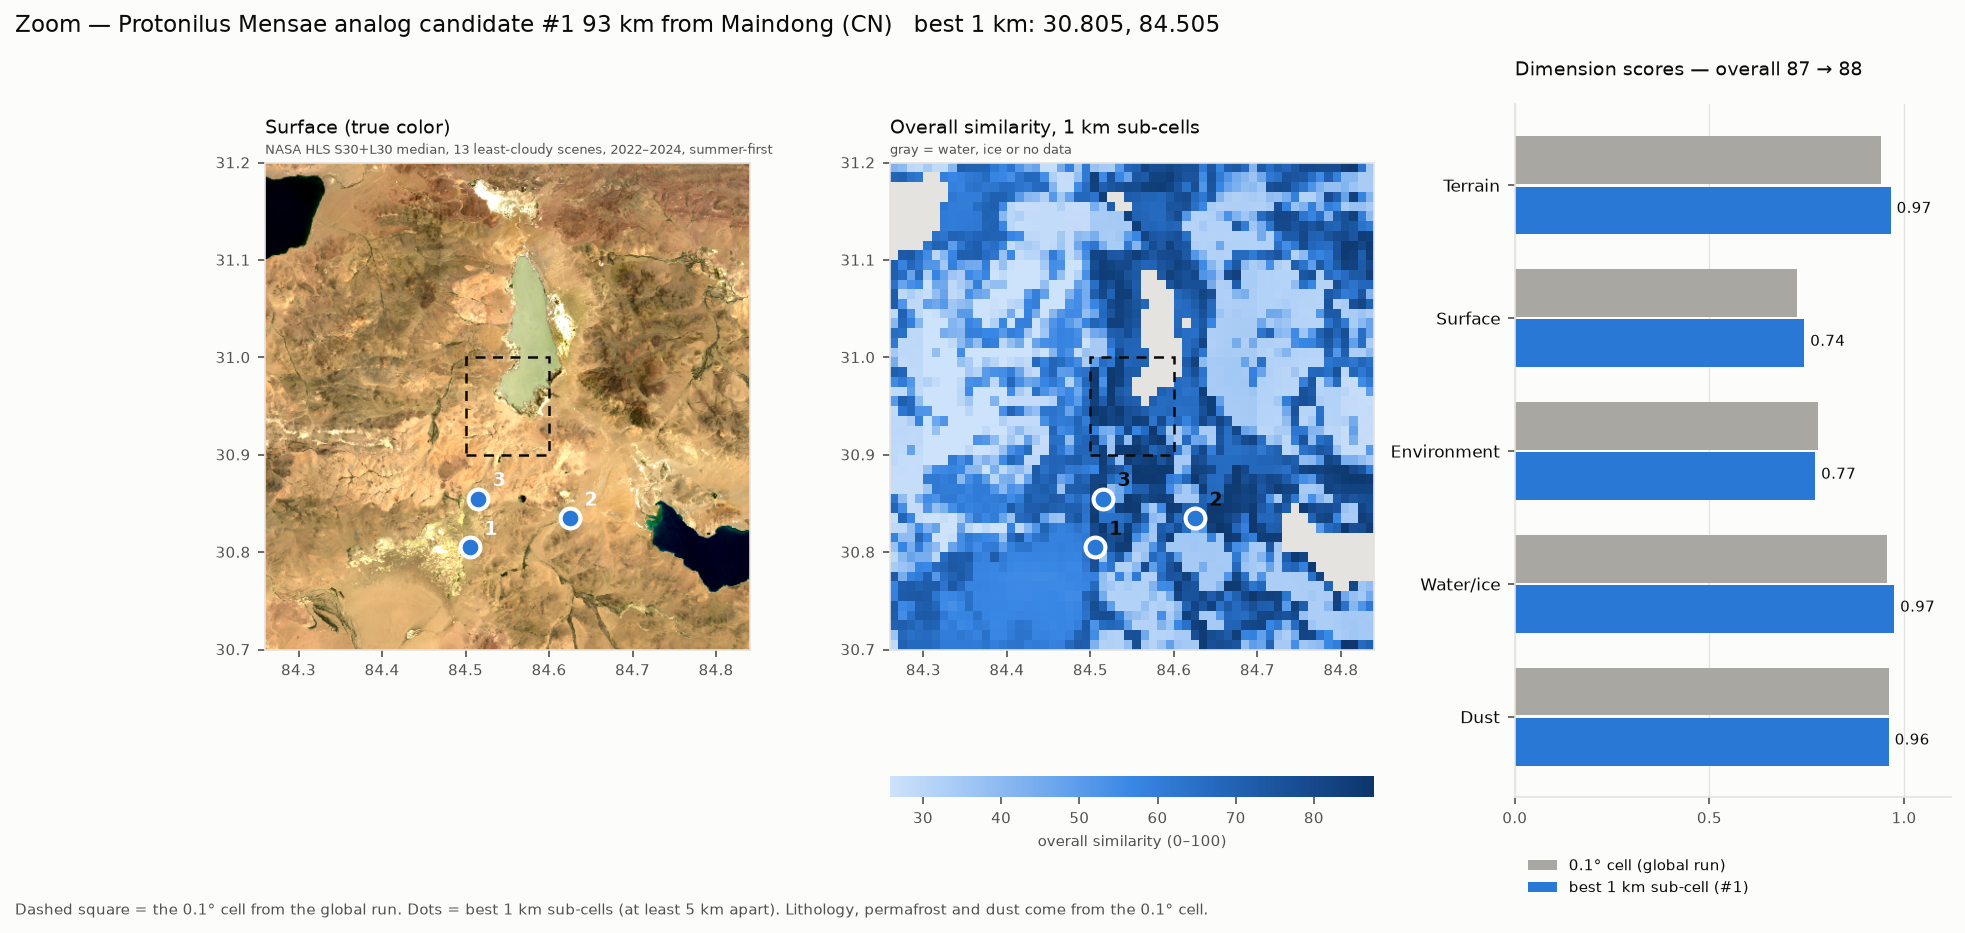 Zoom — Protonilus Mensae analog candidate #1 93 km from Maindong (CN)   best 1 km: 30.805, 84.505
Surface (true color)
NASA HLS S30+L30 median, 13 least-cloudy scenes, 2022–2024, summer-first
31.2
31.1
31.0
30.9
30.8
30.7
3
2
1
84.3 84.4 84.5 84.6 84.7 84.8
Overall similarity, 1 km sub-cells
gray = water, ice or no data
31.2
31.1
31.0
30.9
30.8
30.7
3
2
1
84.3 84.4 84.5 84.6 84.7 84.8
30 40 50 60 70 80
overall similarity (0–100)
Dimension scores — overall 87 → 88
Terrain
0.97
Surface
0.74
Environment
0.77
Water/ice
0.97
Dust
0.96
0.0 0.5 1.0
0.1° cell (global run)
best 1 km sub-cell (#1)
Dashed square = the 0.1° cell from the global run. Dots = best 1 km sub-cells (at least 5 km apart). Lithology, permafrost and dust come from the 0.1° cell.